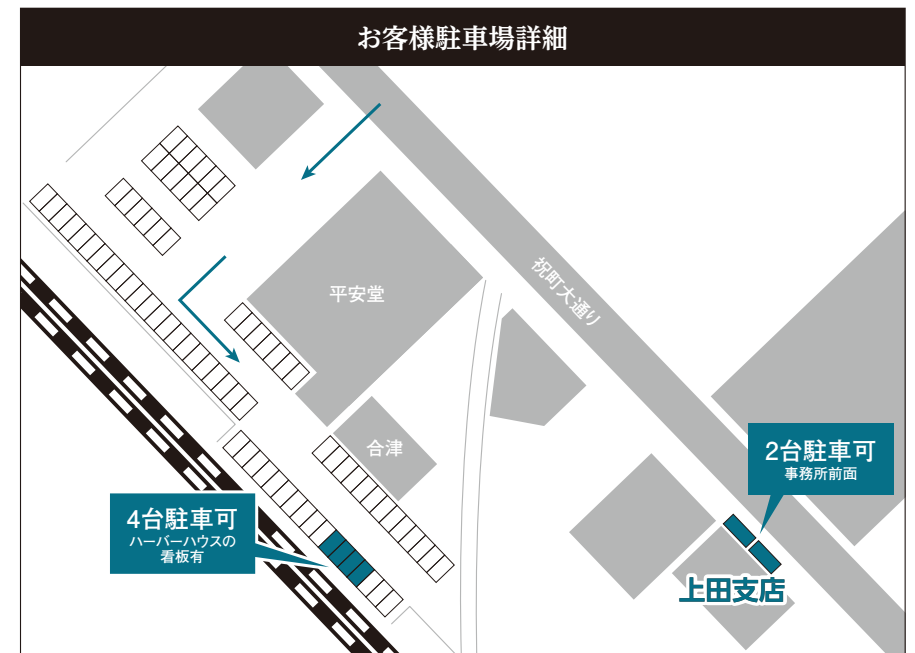 お客様駐車場詳細
祝町大通り
平安堂
合津
2台駐車可
事務所前面
4台駐車可
ハーバーハウスの
看板有
上田支店